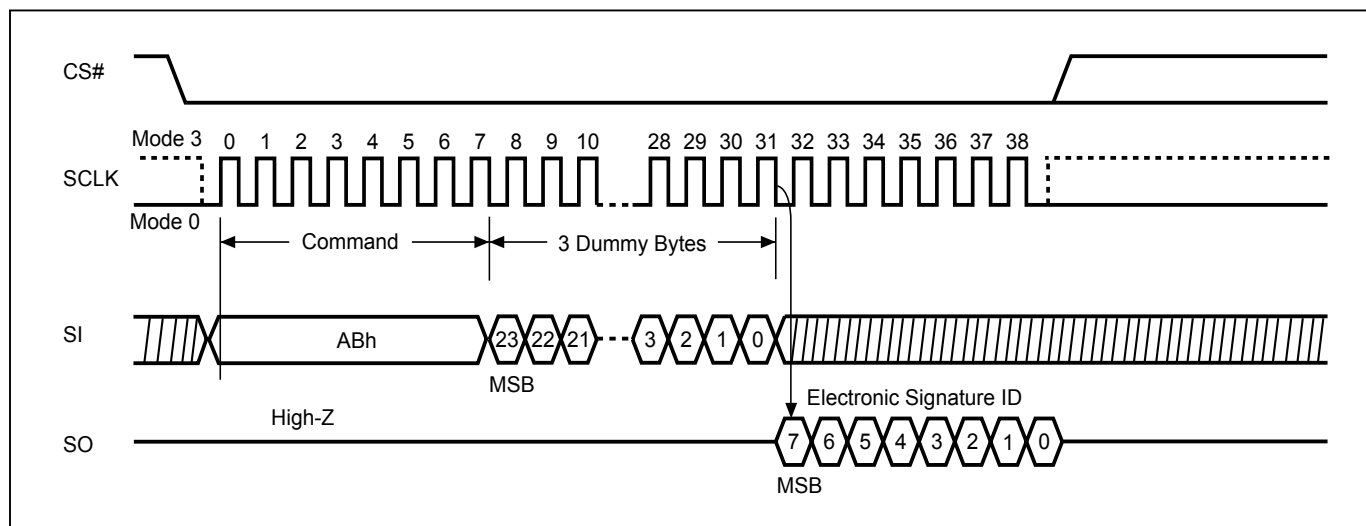 CS#
Mode 3 0 1 2 3 4 5 6 7 8 9 10 28 29 30 31 32 33 34 35 36 37 38
SCLK
Mode 0
Command 3 Dummy Bytes
SI ABh 23 22 21 3 2 1 0
MSB
Electronic Signature ID
High-Z
SO 7 6 5 4 3 2 1 0
MSB